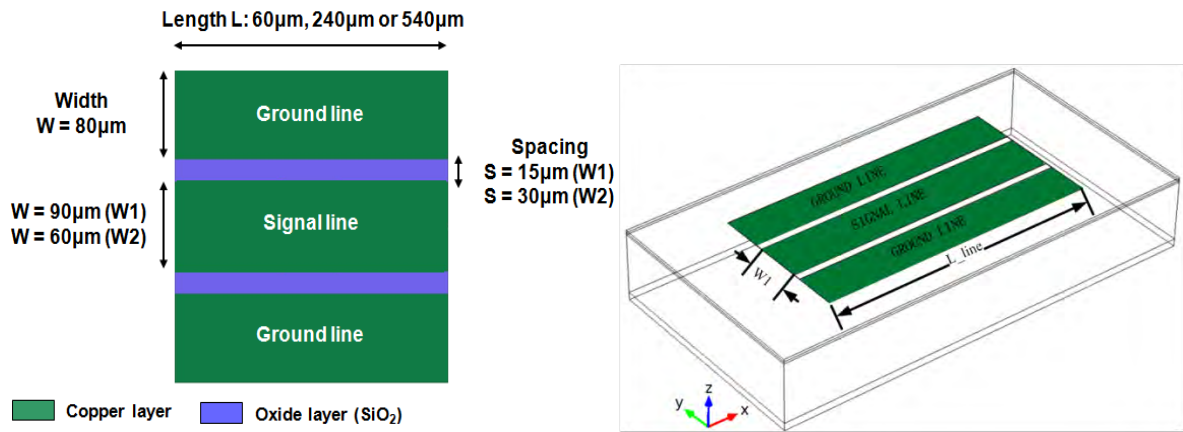 Length L: 60µm, 240µm or 540µm
Width
W = 80µm
Ground line
Spacing
S = 15µm (W1)
S = 30µm (W2)
W = 90µm (W1)
W = 60µm (W2)
Signal line
Ground line
Copper layer
Oxide layer (SiO₂)
GROUND LINE
SIGNAL LINE
GROUND LINE
W1
L_line
z
y
x